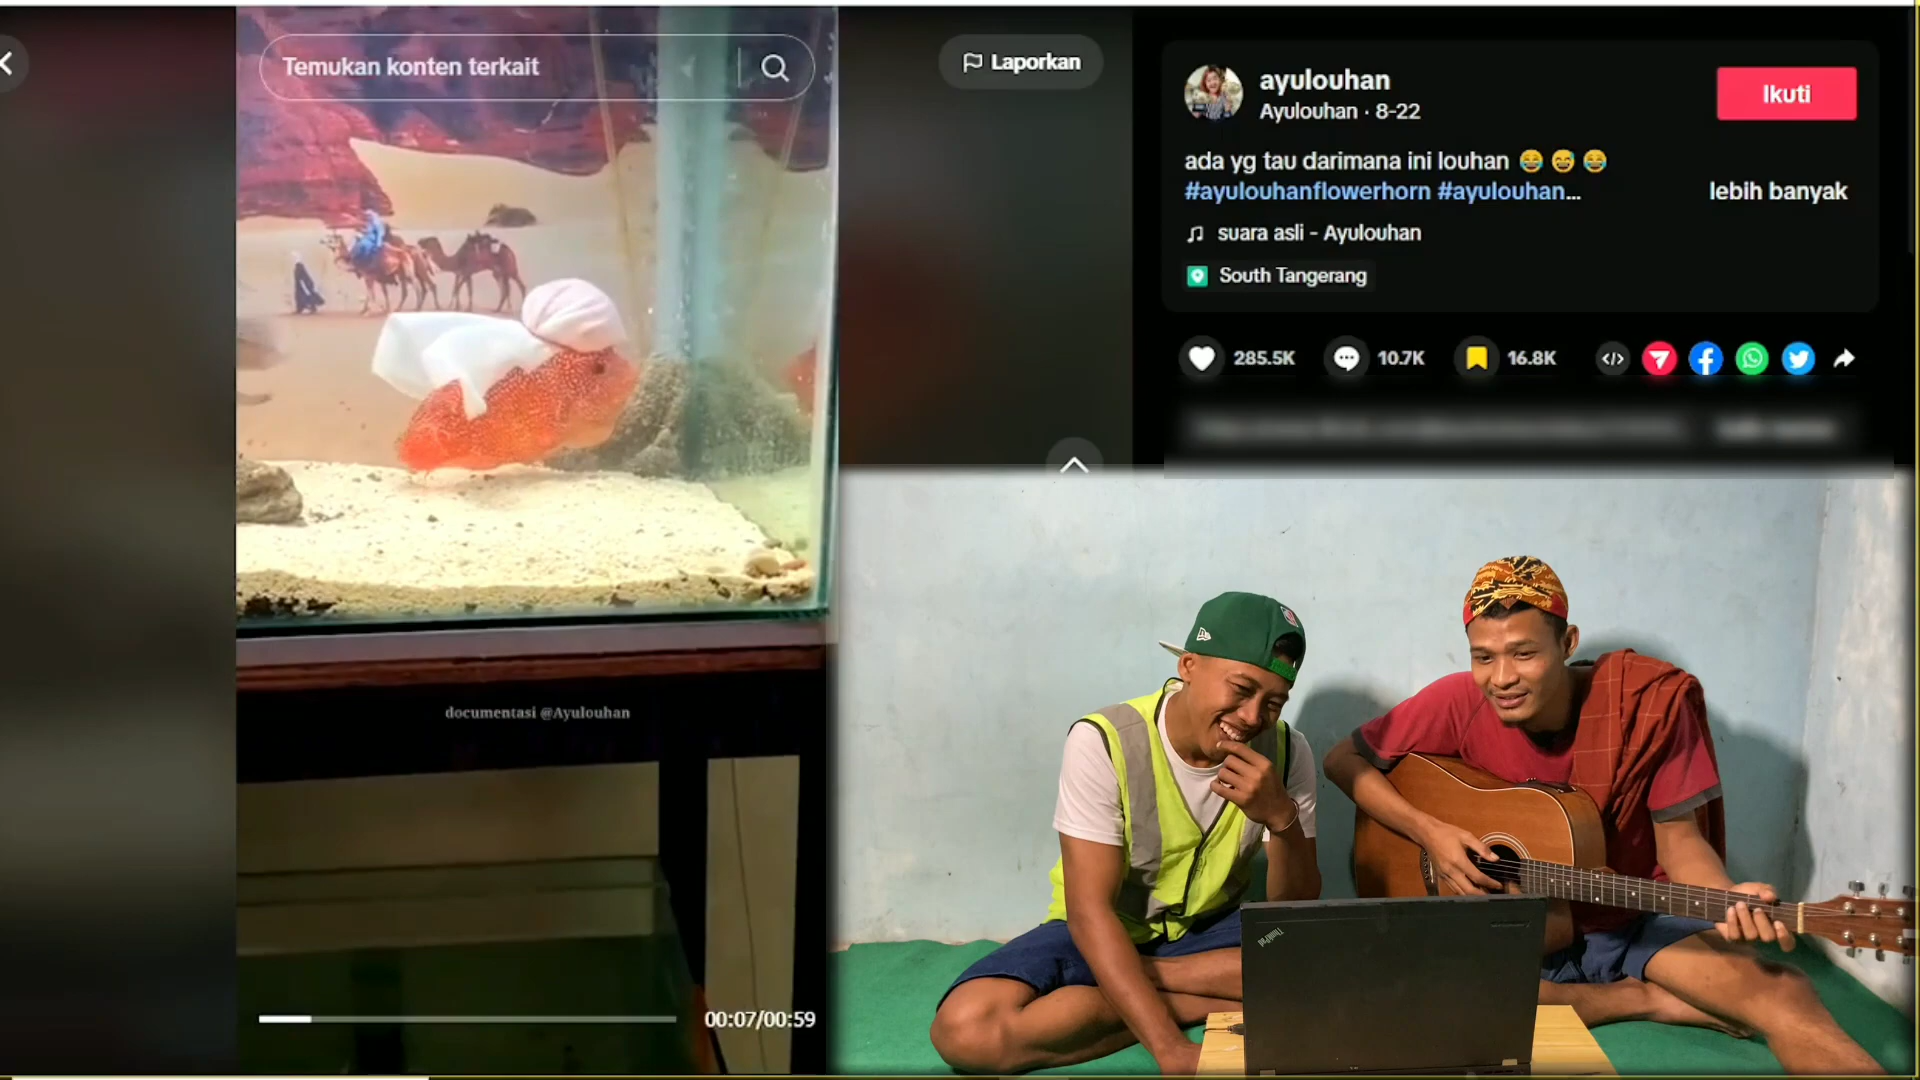 Temukan konten terkait
Laporkan
ayulouhan
Ayulouhan · 8-22
Ikuti
ada yg tau darimana ini louhan 😂 😅 😂
#ayulouhanflowerhorn #ayulouhan...
lebih banyak
suara asli - Ayulouhan
South Tangerang
285.5K
10.7K
16.8K
documentasi @Ayulouhan
00:07/00:59
ThinkPad